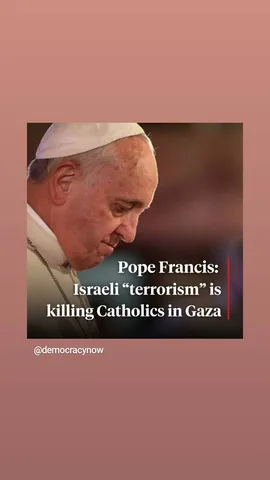 Pope Francis:
Israeli “terrorism” is
killing Catholics in Gaza
@democracynow